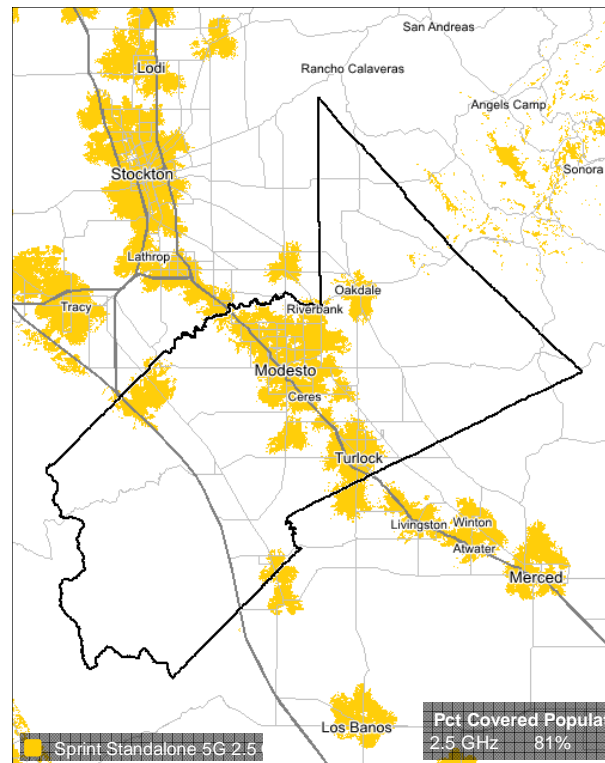 San Andreas
Lodi
Rancho Calaveras
Angels Camp
Stockton
Sonora
Lathrop
Oakdale
Tracy
Riverbank
Modesto
Ceres
Turlock
Livingston
Winton
Atwater
Merced
Los Banos
Pct Covered Populat
2.5 GHz 81%
Sprint Standalone 5G 2.5